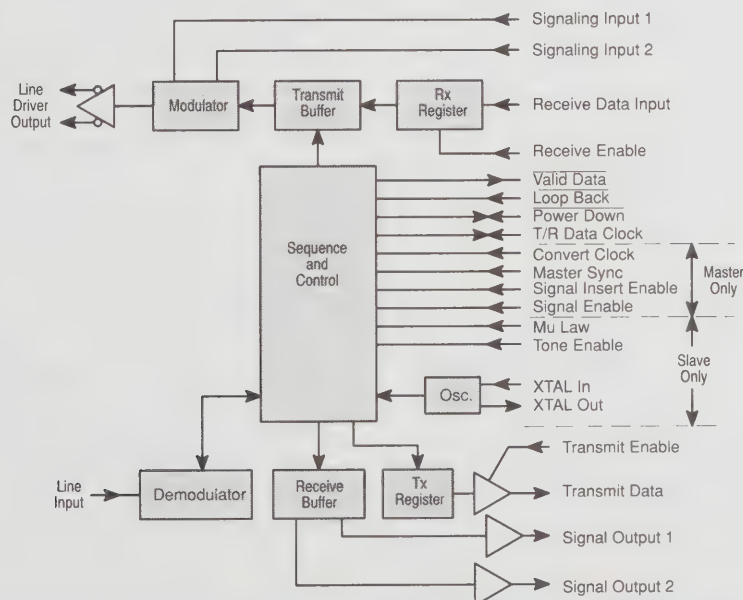 Signaling Input 1
Signaling Input 2
Line
Driver
Output
Modulator
Transmit
Buffer
Rx
Register
Receive Data Input
Receive Enable
Sequence
and
Control
Valid Data
Loop Back
Power Down
T/R Data Clock
Convert Clock
Master Sync
Signal Insert Enable
Signal Enable
Master
Only
Mu Law
Tone Enable
Slave
Only
Osc.
XTAL In
XTAL Out
Line
Input
Demodulator
Receive
Buffer
Tx
Register
Transmit Enable
Transmit Data
Signal Output 1
Signal Output 2